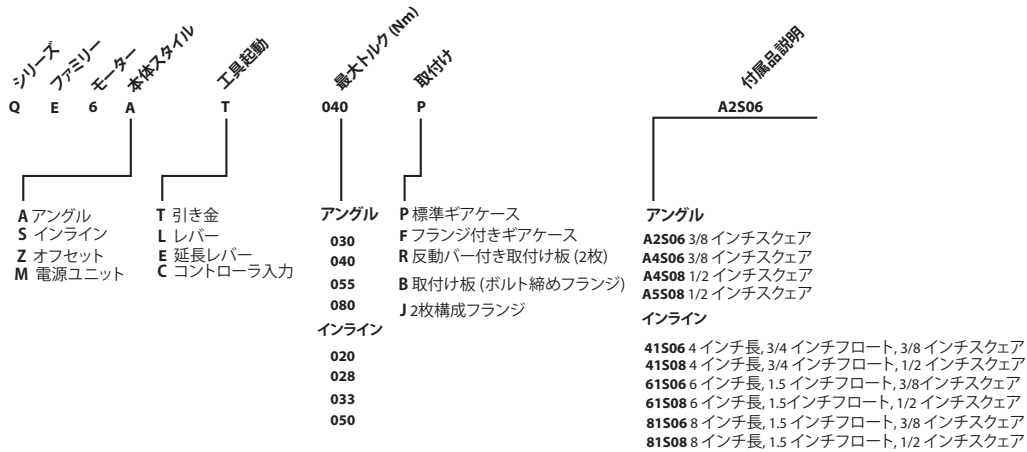 シリーズ
ファミリー
モーター
本体スタイル
工具起動
最大トルク (Nm)
取付け
付属品説明
Q E 6 A T 040 P A2S06
A アングル
S インライン
Z オフセット
M 電源ユニット
T 引き金
L レバー
E 延長レバー
C コントローラ入力
アングル
030
040
055
080
インライン
020
028
033
050
P 標準ギアケース
F フランジ付きギアケース
R 反動バー付き取付け板 (2枚)
B 取付け板 (ボルト締めフランジ)
J 2枚構成フランジ
アングル
A2S06 3/8 インチスクェア
A4S06 3/8 インチスクェア
A4S08 1/2 インチスクェア
A5S08 1/2 インチスクェア
インライン
41S06 4 インチ長, 3/4 インチフロート, 3/8 インチスクェア
41S08 4 インチ長, 3/4 インチフロート, 1/2 インチスクェア
61S06 6 インチ長, 1.5 インチフロート, 3/8インチスクェア
61S08 6 インチ長, 1.5インチフロート, 1/2 インチスクェア
81S06 8 インチ長, 1.5 インチフロート, 3/8 インチスクェア
81S08 8 インチ長, 1.5 インチフロート, 1/2 インチスクェア